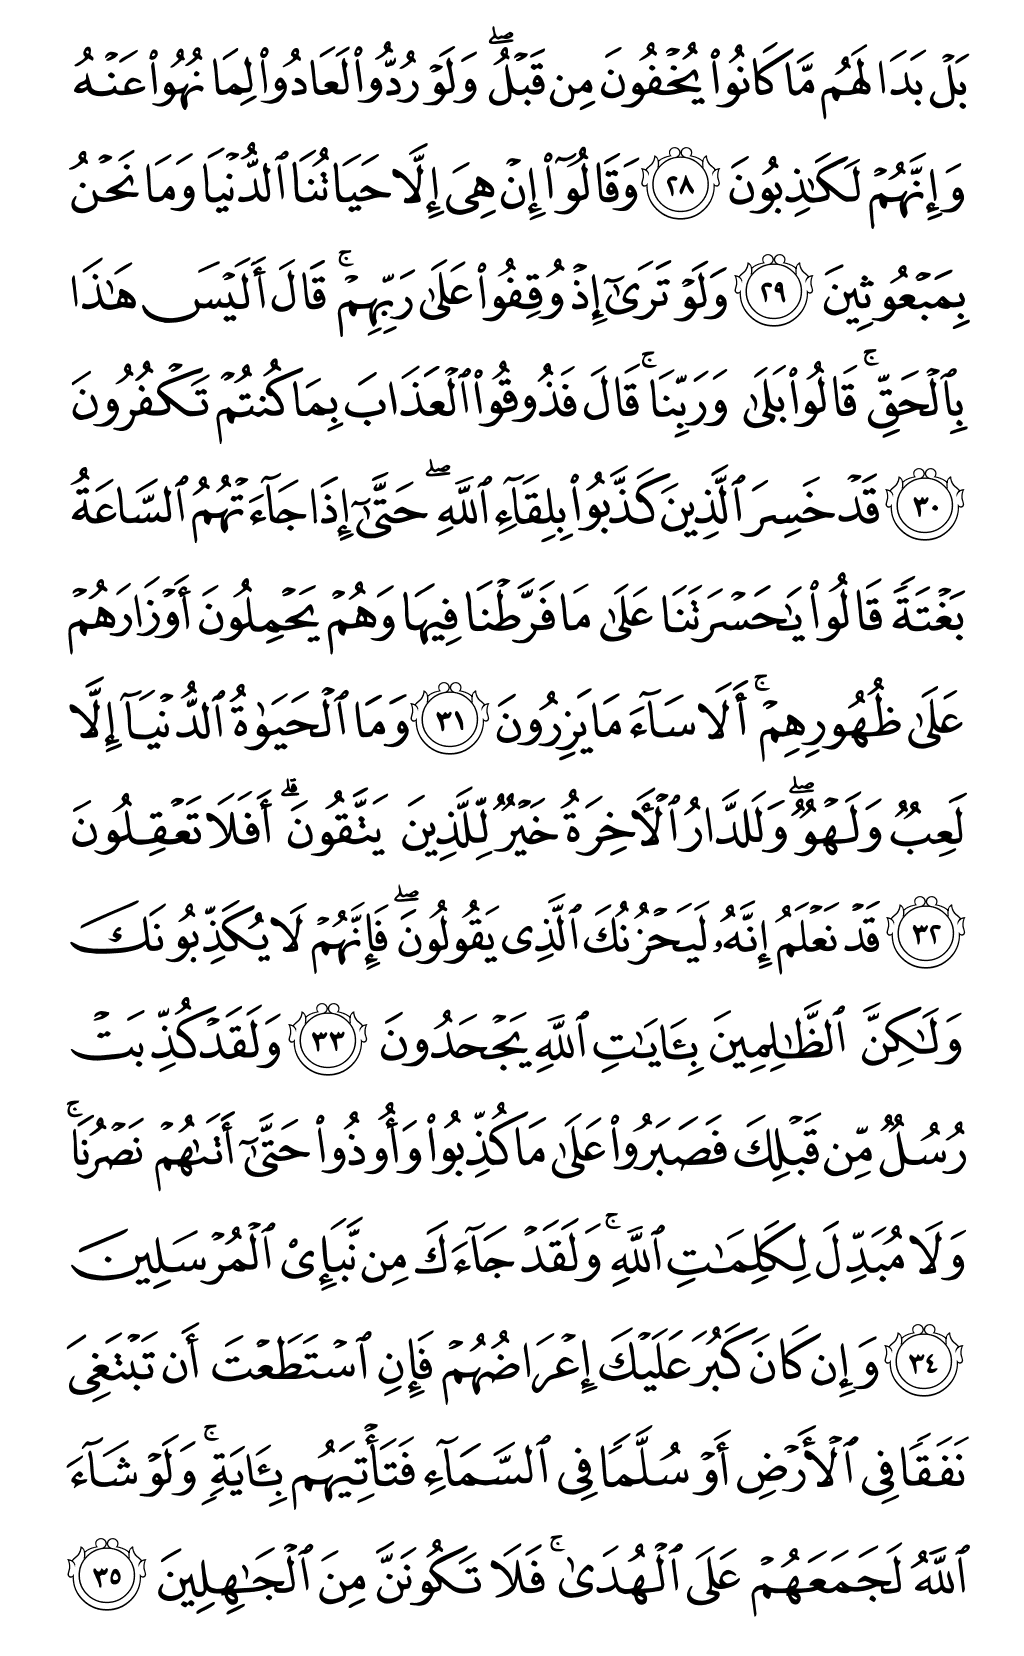 بَلۡ بَدَا لَهُم مَّا كَانُواْ يُخۡفُونَ مِن قَبۡلُۖ وَلَوۡ رُدُّواْ لَعَادُواْ لِمَا نُهُواْ عَنۡهُ
وَإِنَّهُمۡ لَكَٰذِبُونَ ٢٨ وَقَالُوٓاْ إِنۡ هِيَ إِلَّا حَيَاتُنَا ٱلدُّنۡيَا وَمَا نَحۡنُ
بِمَبۡعُوثِينَ ٢٩ وَلَوۡ تَرَىٰٓ إِذۡ وُقِفُواْ عَلَىٰ رَبِّهِمۡۚ قَالَ أَلَيۡسَ هَٰذَا
بِٱلۡحَقِّۚ قَالُواْ بَلَىٰ وَرَبِّنَاۚ قَالَ فَذُوقُواْ ٱلۡعَذَابَ بِمَا كُنتُمۡ تَكۡفُرُونَ
٣٠ قَدۡ خَسِرَ ٱلَّذِينَ كَذَّبُواْ بِلِقَآءِ ٱللَّهِۖ حَتَّىٰٓ إِذَا جَآءَتۡهُمُ ٱلسَّاعَةُ
بَغۡتَةٗ قَالُواْ يَٰحَسۡرَتَنَا عَلَىٰ مَا فَرَّطۡنَا فِيهَا وَهُمۡ يَحۡمِلُونَ أَوۡزَارَهُمۡ
عَلَىٰ ظُهُورِهِمۡۚ أَلَا سَآءَ مَا يَزِرُونَ ٣١ وَمَا ٱلۡحَيَوٰةُ ٱلدُّنۡيَآ إِلَّا
لَعِبٞ وَلَهۡوٞۖ وَلَلدَّارُ ٱلۡأٓخِرَةُ خَيۡرٞ لِّلَّذِينَ يَتَّقُونَۚ أَفَلَا تَعۡقِلُونَ
٣٢ قَدۡ نَعۡلَمُ إِنَّهُۥ لَيَحۡزُنُكَ ٱلَّذِي يَقُولُونَۖ فَإِنَّهُمۡ لَا يُكَذِّبُونَكَ
وَلَٰكِنَّ ٱلظَّٰلِمِينَ بِـَٔايَٰتِ ٱللَّهِ يَجۡحَدُونَ ٣٣ وَلَقَدۡ كُذِّبَتۡ
رُسُلٞ مِّن قَبۡلِكَ فَصَبَرُواْ عَلَىٰ مَا كُذِّبُواْ وَأُوذُواْ حَتَّىٰٓ أَتَىٰهُمۡ نَصۡرُنَاۚ
وَلَا مُبَدِّلَ لِكَلِمَٰتِ ٱللَّهِۚ وَلَقَدۡ جَآءَكَ مِن نَّبَإِيْ ٱلۡمُرۡسَلِينَ
٣٤ وَإِن كَانَ كَبُرَ عَلَيۡكَ إِعۡرَاضُهُمۡ فَإِنِ ٱسۡتَطَعۡتَ أَن تَبۡتَغِيَ
نَفَقٗا فِي ٱلۡأَرۡضِ أَوۡ سُلَّمٗا فِي ٱلسَّمَآءِ فَتَأۡتِيَهُم بِـَٔايَةٖۚ وَلَوۡ شَآءَ
ٱللَّهُ لَجَمَعَهُمۡ عَلَى ٱلۡهُدَىٰۚ فَلَا تَكُونَنَّ مِنَ ٱلۡجَٰهِلِينَ ٣٥